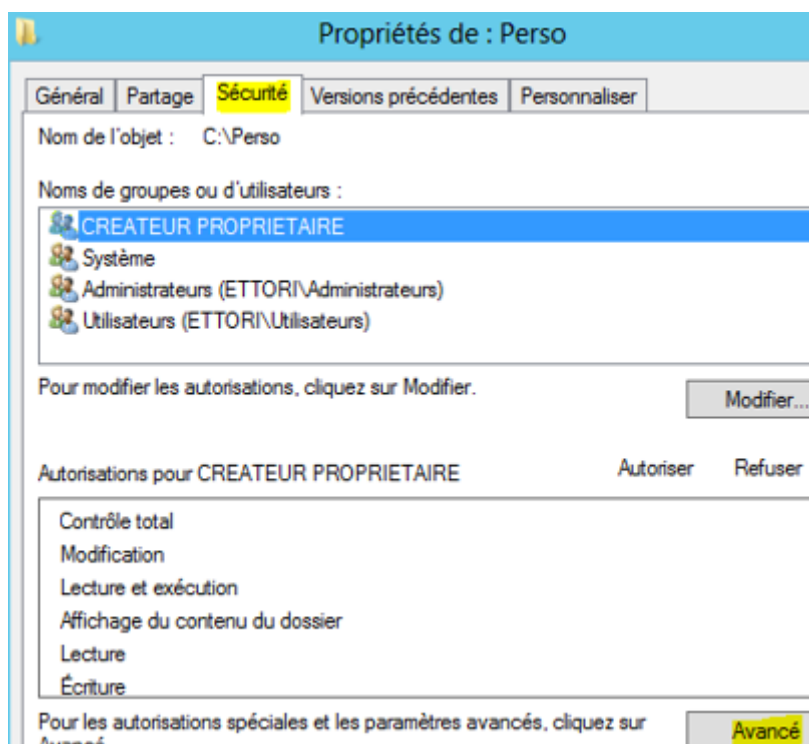 Propriétés de : Perso
Général Partage Sécurité Versions précédentes Personnaliser
Nom de l'objet : C:\Perso
Noms de groupes ou d'utilisateurs :
CREATEUR PROPRIETAIRE
Système
Administrateurs (ETTORI\Administrateurs)
Utilisateurs (ETTORI\Utilisateurs)
Pour modifier les autorisations, cliquez sur Modifier.
Modifier...
Autorisations pour CREATEUR PROPRIETAIRE Autoriser Refuser
Contrôle total
Modification
Lecture et exécution
Affichage du contenu du dossier
Lecture
Écriture
Pour les autorisations spéciales et les paramètres avancés, cliquez sur
Avancé
Avancé